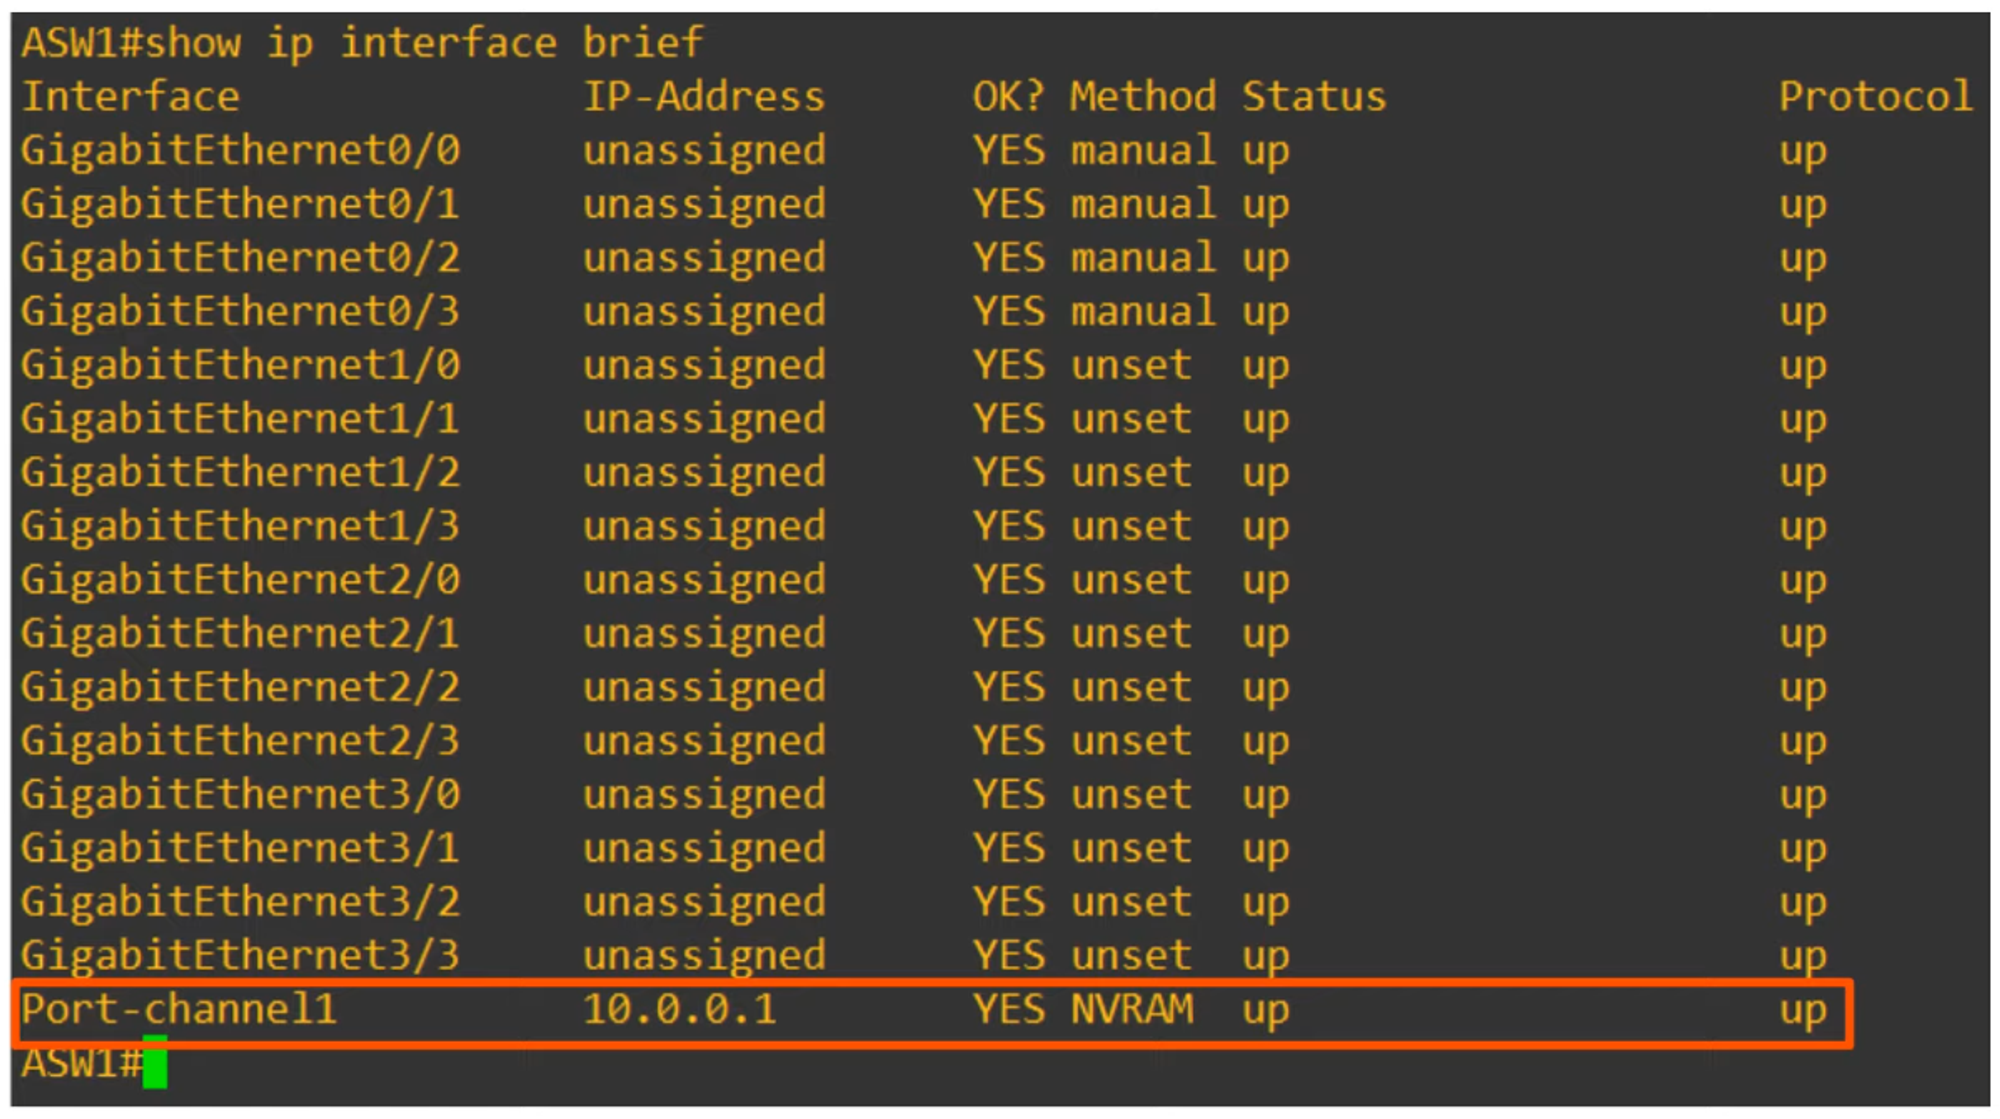 ASW1#show ip interface brief
Interface IP-Address OK? Method Status Protocol
GigabitEthernet0/0 unassigned YES manual up up
GigabitEthernet0/1 unassigned YES manual up up
GigabitEthernet0/2 unassigned YES manual up up
GigabitEthernet0/3 unassigned YES manual up up
GigabitEthernet1/0 unassigned YES unset up up
GigabitEthernet1/1 unassigned YES unset up up
GigabitEthernet1/2 unassigned YES unset up up
GigabitEthernet1/3 unassigned YES unset up up
GigabitEthernet2/0 unassigned YES unset up up
GigabitEthernet2/1 unassigned YES unset up up
GigabitEthernet2/2 unassigned YES unset up up
GigabitEthernet2/3 unassigned YES unset up up
GigabitEthernet3/0 unassigned YES unset up up
GigabitEthernet3/1 unassigned YES unset up up
GigabitEthernet3/2 unassigned YES unset up up
GigabitEthernet3/3 unassigned YES unset up up
Port-channel1 10.0.0.1 YES NVRAM up up
ASW1#